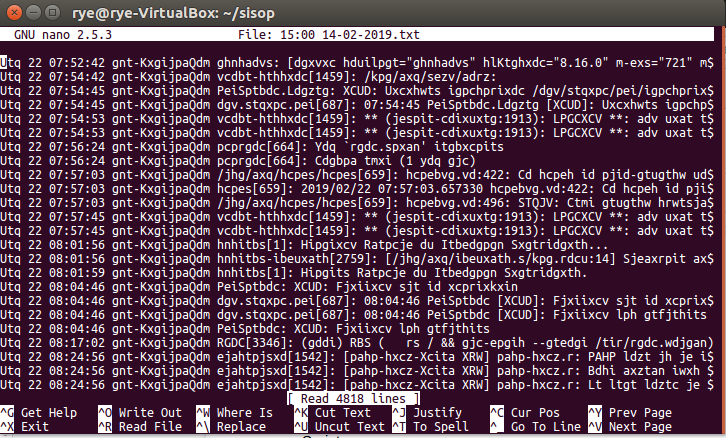 rye@rye-VirtualBox: ~/sisop
GNU nano 2.5.3 File: 15:00 14-02-2019.txt
Utq 22 07:52:42 gnt-KxgijpaQdm ghnhadvs: [dgxvxc hduilpgt="ghnhadvs" hlKtghxdc="8.16.0" m-exs="721" m$
Utq 22 07:52:42 gnt-KxgijpaQdm vcdbt-hthhxdc[1459]: /kpg/axq/sezv/adrz:
Utq 22 07:54:45 gnt-KxgijpaQdm PeiSptbdc.Ldgztg: XCUD: Uxcxhwts igpchprixdc /dgv/stqxpc/pei/igpchprix$
Utq 22 07:54:45 gnt-KxgijpaQdm dgv.stqxpc.pei[687]: 07:54:45 PeiSptbdc.Ldgztg [XCUD]: Uxcxhwts igpchp$
Utq 22 07:54:53 gnt-KxgijpaQdm vcdbt-hthhxdc[1459]: ** (jespit-cdixuxtg:1913): LPGCXCV **: adv uxat t$
Utq 22 07:54:53 gnt-KxgijpaQdm vcdbt-hthhxdc[1459]: ** (jespit-cdixuxtg:1913): LPGCXCV **: adv uxat t$
Utq 22 07:56:24 gnt-KxgijpaQdm pcprgdc[664]: Ydq `rgdc.spxan' itgbxcpits
Utq 22 07:56:24 gnt-KxgijpaQdm pcprgdc[664]: Cdgbpa tmxi (1 ydq gjc)
Utq 22 07:57:03 gnt-KxgijpaQdm /jhg/axq/hcpes/hcpes[659]: hcpebvg.vd:422: Cd hcpeh id pjid-gtugthw ud$
Utq 22 07:57:03 gnt-KxgijpaQdm hcpes[659]: 2019/02/22 07:57:03.657330 hcpebvg.vd:422: Cd hcpeh id pji$
Utq 22 07:57:03 gnt-KxgijpaQdm /jhg/axq/hcpes/hcpes[659]: hcpebvg.vd:496: STQJV: Ctmi gtugthw hrwtsja$
Utq 22 07:57:45 gnt-KxgijpaQdm vcdbt-hthhxdc[1459]: ** (jespit-cdixuxtg:1913): LPGCXCV **: adv uxat t$
Utq 22 07:57:45 gnt-KxgijpaQdm vcdbt-hthhxdc[1459]: ** (jespit-cdixuxtg:1913): LPGCXCV **: adv uxat t$
Utq 22 08:01:56 gnt-KxgijpaQdm hnhitbs[1]: Hipgixcv Ratpcje du Itbedgpgn Sxgtridgxth...
Utq 22 08:01:56 gnt-KxgijpaQdm hnhitbs-ibeuxath[2759]: [/jhg/axq/ibeuxath.s/kpg.rdcu:14] Sjeaxrpit ax$
Utq 22 08:01:59 gnt-KxgijpaQdm hnhitbs[1]: Hipgits Ratpcje du Itbedgpgn Sxgtridgxth.
Utq 22 08:04:46 gnt-KxgijpaQdm PeiSptbdc: XCUD: Fjxiixcv sjt id xcprixkxin
Utq 22 08:04:46 gnt-KxgijpaQdm dgv.stqxpc.pei[687]: 08:04:46 PeiSptbdc [XCUD]: Fjxiixcv sjt id xcprix$
Utq 22 08:04:46 gnt-KxgijpaQdm dgv.stqxpc.pei[687]: 08:04:46 PeiSptbdc [XCUD]: Fjxiixcv lph gtfjthits
Utq 22 08:04:46 gnt-KxgijpaQdm PeiSptbdc: XCUD: Fjxiixcv lph gtfjthits
Utq 22 08:17:02 gnt-KxgijpaQdm RGDC[3346]: (gddi) RBS ( rs / && gjc-epgih --gtedgi /tir/rgdc.wdjgan)
Utq 22 08:24:56 gnt-KxgijpaQdm ejahtpjsxd[1542]: [pahp-hxcz-Xcita XRW] pahp-hxcz.r: PAHP ldzt jh je i$
Utq 22 08:24:56 gnt-KxgijpaQdm ejahtpjsxd[1542]: [pahp-hxcz-Xcita XRW] pahp-hxcz.r: Bdhi axztan iwxh $
Utq 22 08:24:56 gnt-KxgijpaQdm ejahtpjsxd[1542]: [pahp-hxcz-Xcita XRW] pahp-hxcz.r: Lt ltgt ldztc je $
[ Read 4818 lines ]
^G Get Help ^O Write Out ^W Where Is ^K Cut Text ^J Justify ^C Cur Pos ^Y Prev Page
^X Exit ^R Read File ^\ Replace ^U Uncut Text ^T To Spell ^_ Go To Line ^V Next Page